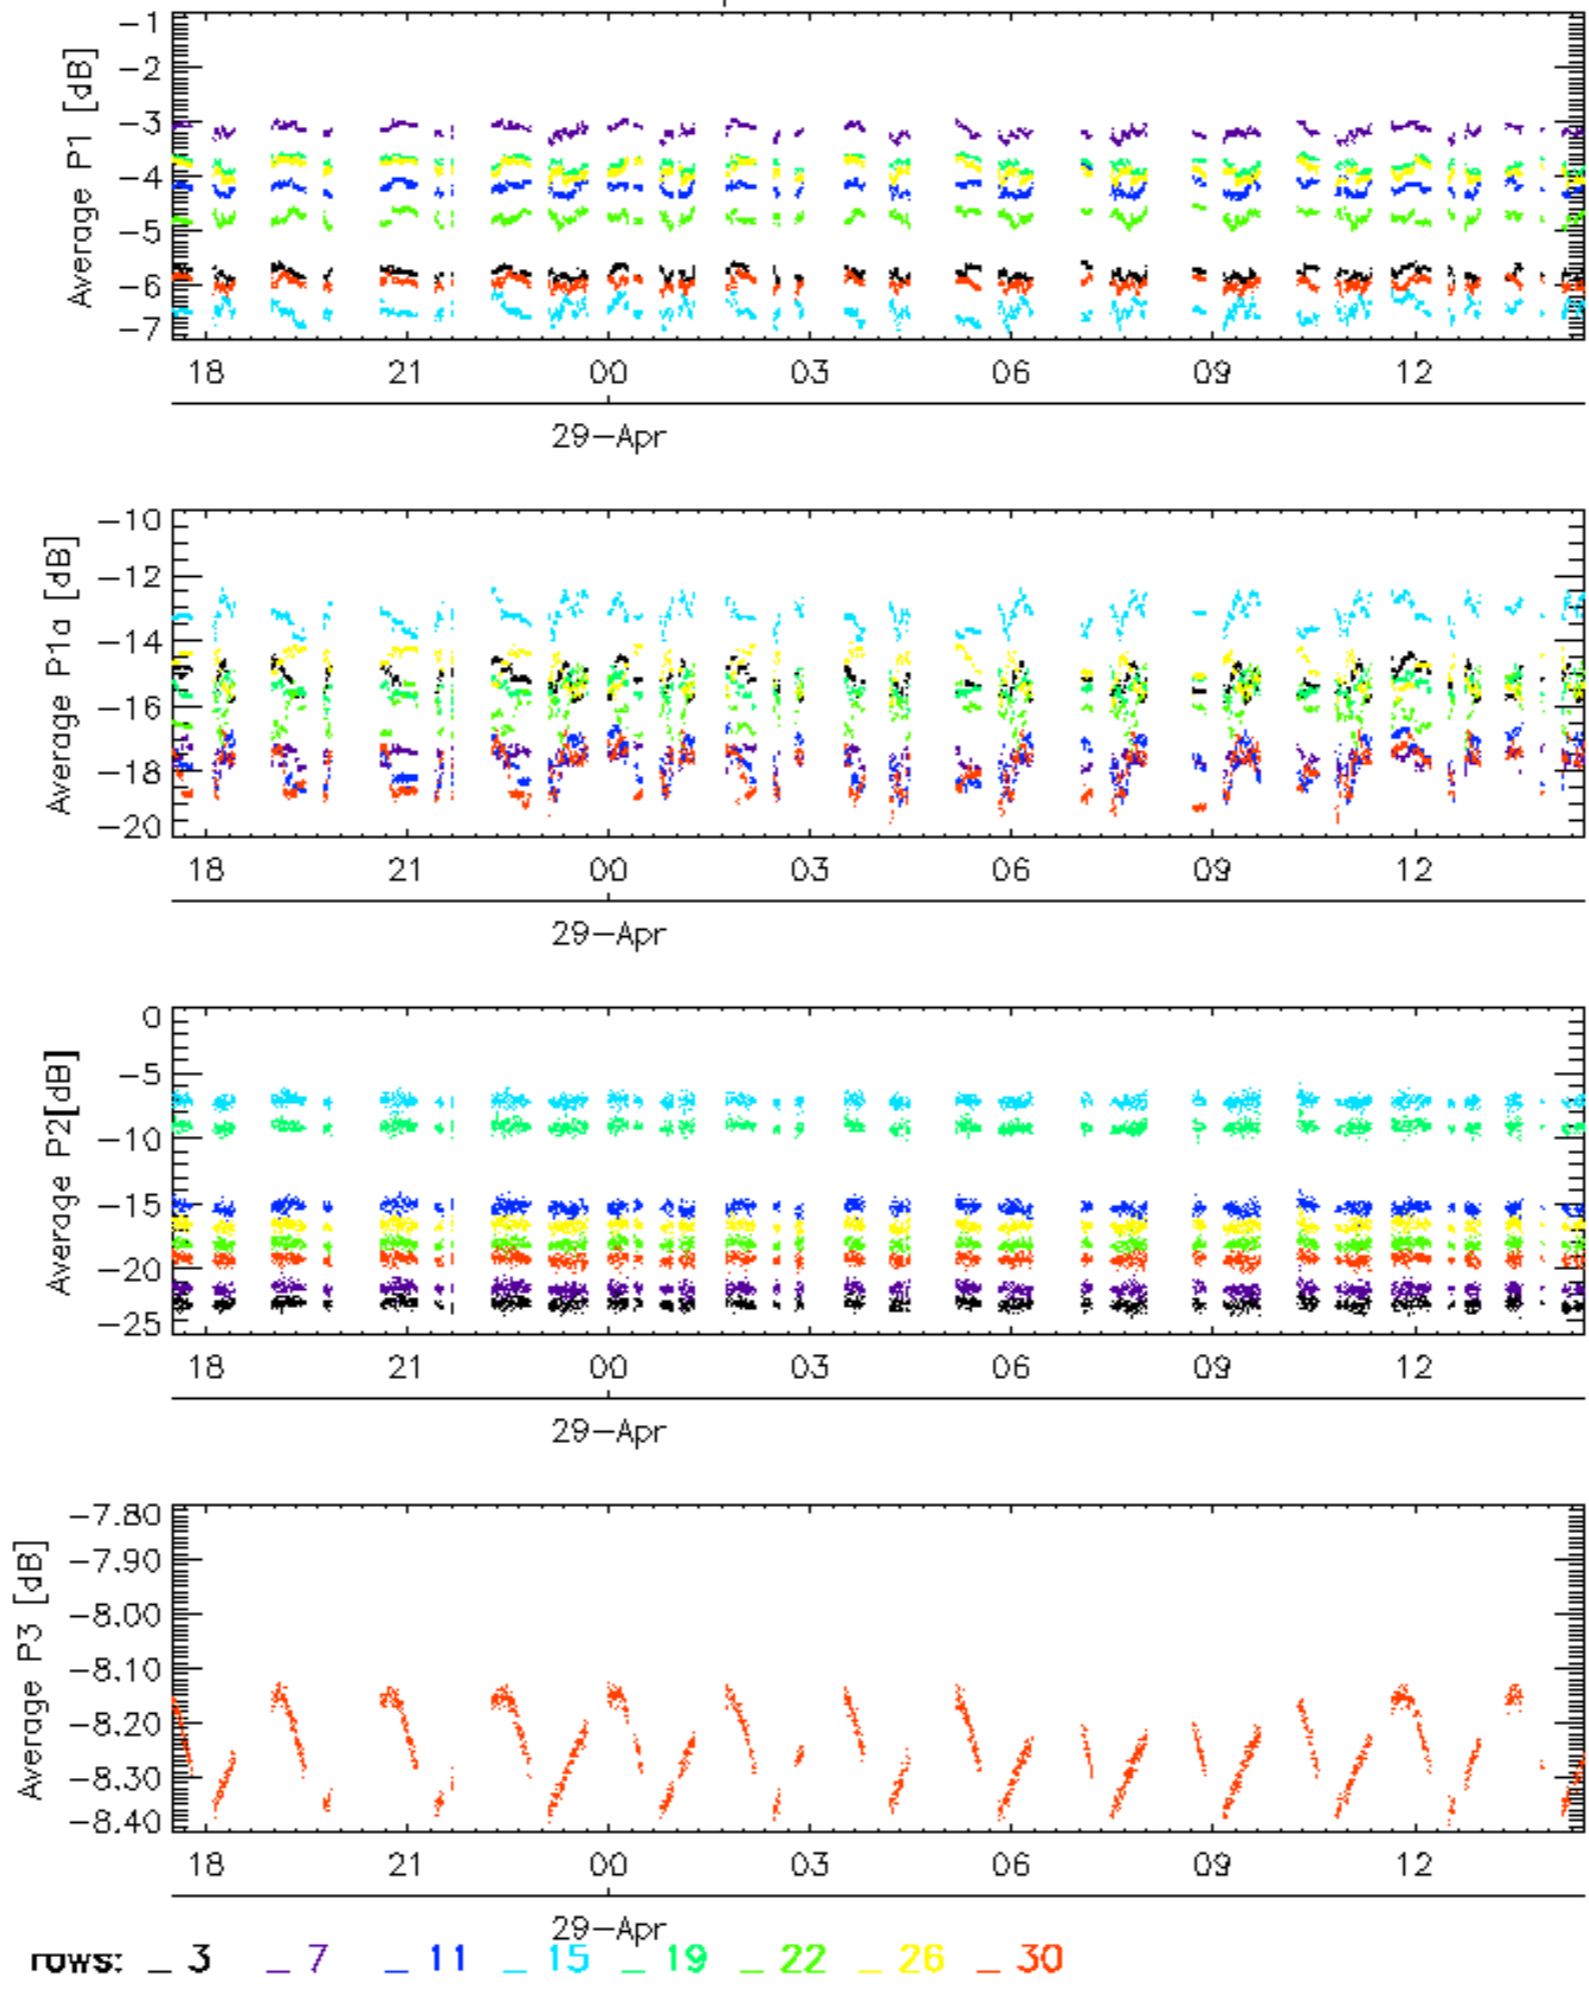 Average P1 [dB]
−1
−2
−3
−4
−5
−6
−7
18 21 00 03 06 09 12
29−Apr
Average P1a [dB]
−10
−12
−14
−16
−18
−20
18 21 00 03 06 09 12
29−Apr
Average P2[dB]
0
−5
−10
−15
−20
−25
18 21 00 03 06 09 12
29−Apr
Average P3 [dB]
−7.80
−7.90
−8.00
−8.10
−8.20
−8.30
−8.40
18 21 00 03 06 09 12
29−Apr
rows: _ 3 _ 7 _ 11 _ 15 _ 19 _ 22 _ 26 _ 30